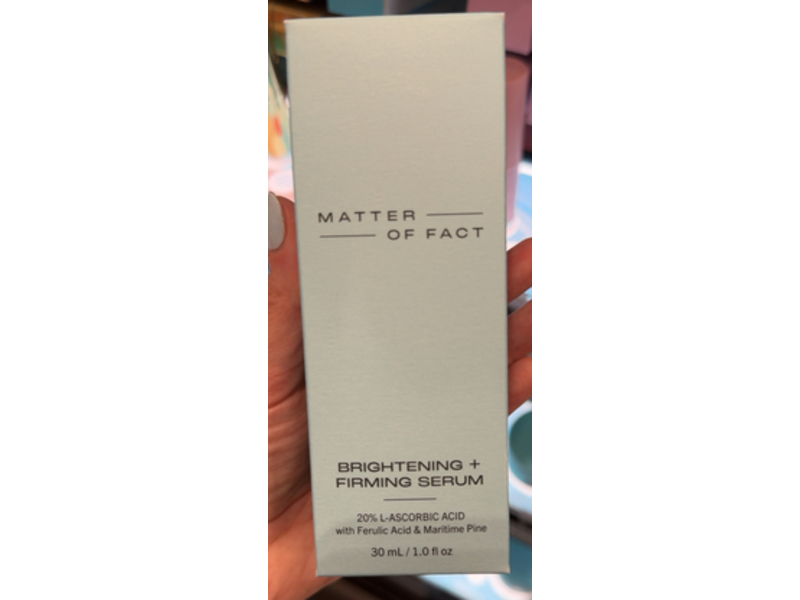 MATTER
OF FACT
BRIGHTENING +
FIRMING SERUM
20% L-ASCORBIC ACID
with Ferulic Acid & Maritime Pine
30 mL / 1.0 fl oz